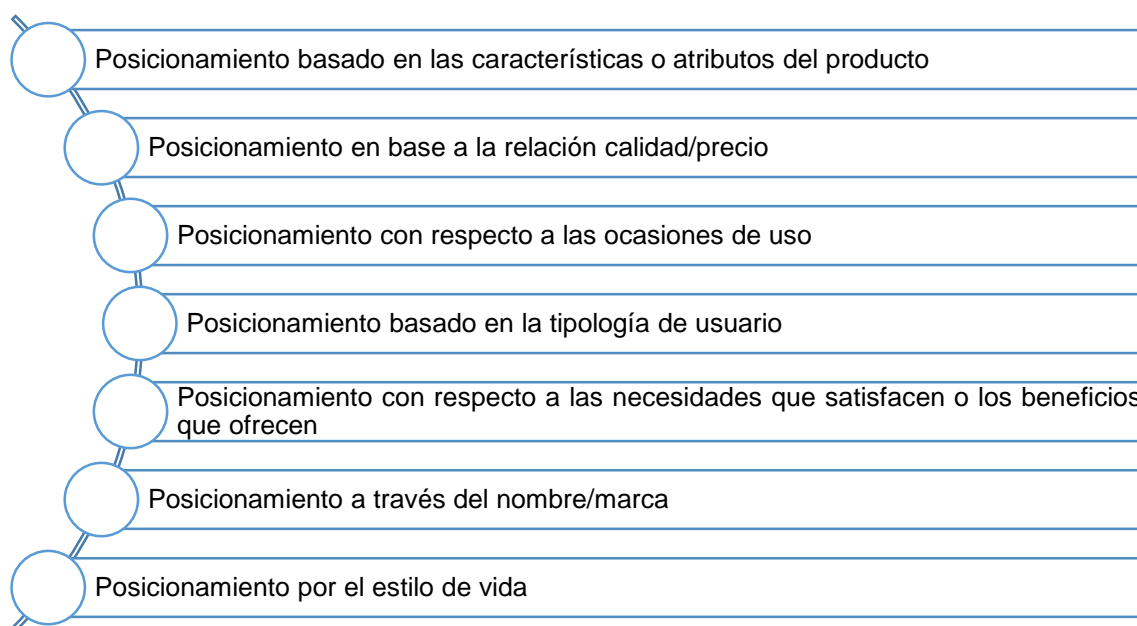 Posicionamiento basado en las características o atributos del producto
Posicionamiento en base a la relación calidad/precio
Posicionamiento con respecto a las ocasiones de uso
Posicionamiento basado en la tipología de usuario
Posicionamiento con respecto a las necesidades que satisfacen o los beneficios
que ofrecen
Posicionamiento a través del nombre/marca
Posicionamiento por el estilo de vida